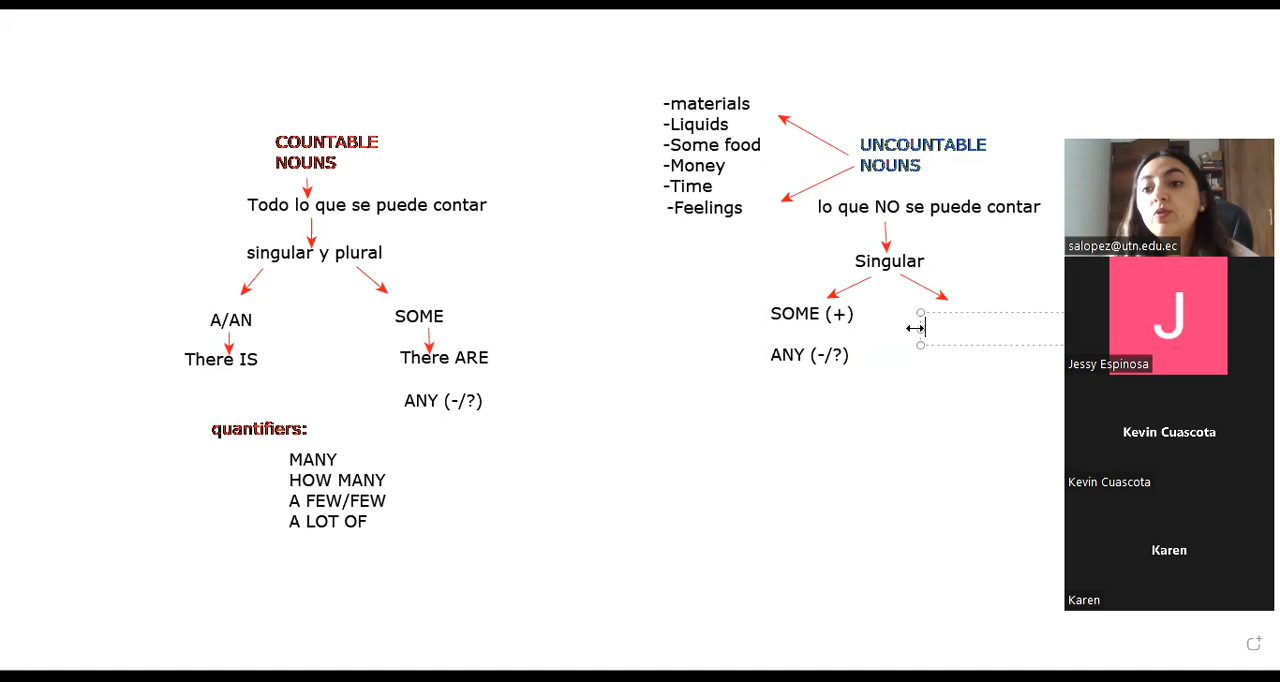 COUNTABLE
NOUNS
Todo lo que se puede contar
singular y plural
A/AN
There IS
SOME
There ARE
ANY (-/?)
quantifiers:
MANY
HOW MANY
A FEW/FEW
A LOT OF
-materials
-Liquids
-Some food
-Money
-Time
-Feelings
UNCOUNTABLE
NOUNS
lo que NO se puede contar
Singular
SOME (+)
ANY (-/?)
salopez@utn.edu.ec
J
Jessy Espinosa
Kevin Cuascota
Kevin Cuascota
Karen
Karen